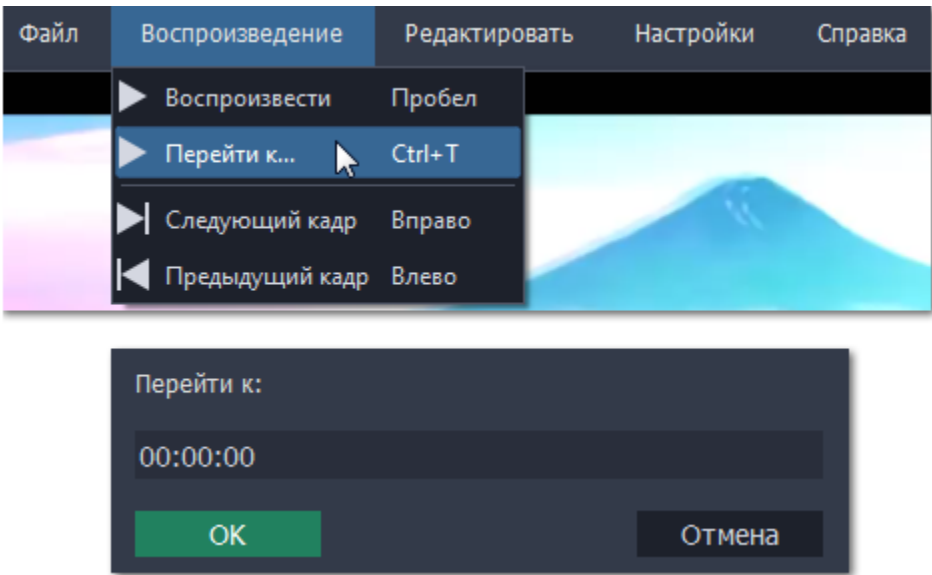 Файл Воспроизведение Редактировать Настройки Справка
Воспроизвести Пробел
Перейти к... Ctrl+T
Следующий кадр Вправо
Предыдущий кадр Влево
Перейти к:
00:00:00
OK Отмена